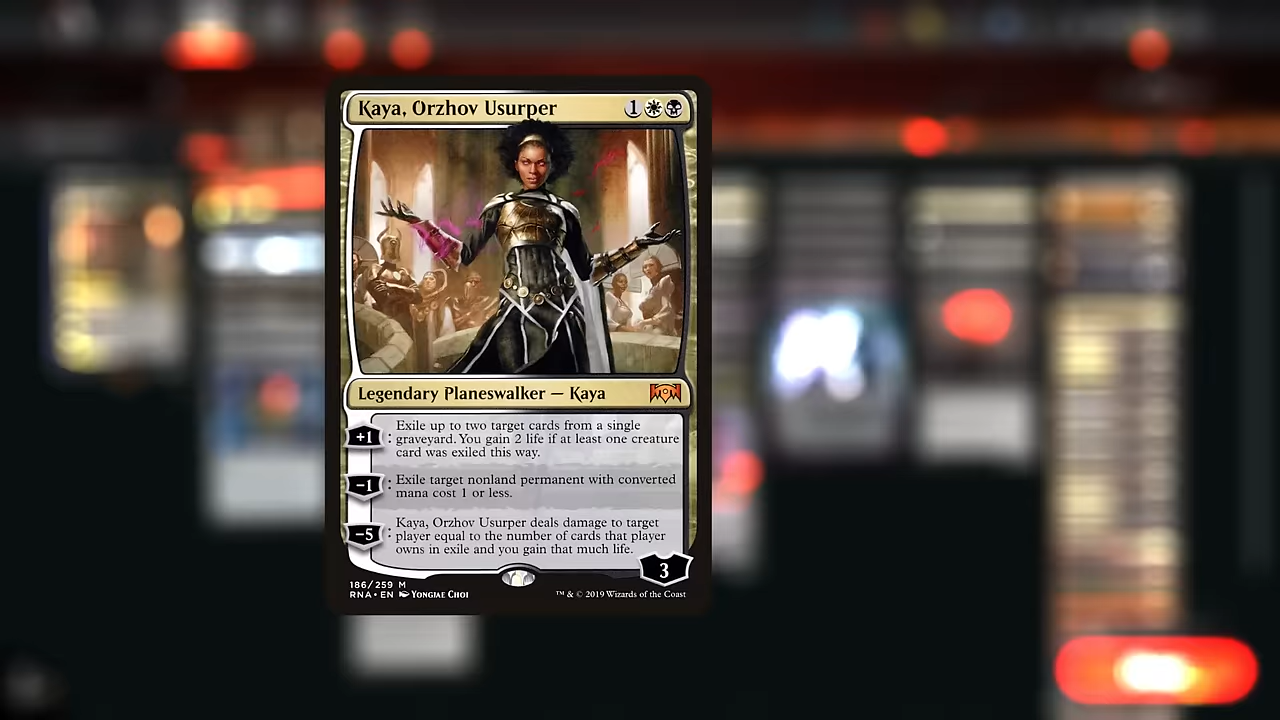 Kaya, Orzhov Usurper 1
Legendary Planeswalker — Kaya
+1 : Exile up to two target cards from a single
graveyard. You gain 2 life if at least one creature
card was exiled this way.
−1 : Exile target nonland permanent with converted
mana cost 1 or less.
−5 : Kaya, Orzhov Usurper deals damage to target
player equal to the number of cards that player
owns in exile and you gain that much life.
3
186/259 M
RNA • EN Yongjae Choi
™ & © 2019 Wizards of the Coast